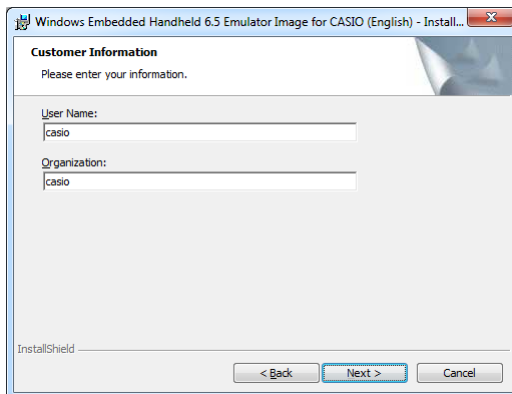 Windows Embedded Handheld 6.5 Emulator Image for CASIO (English) - Install...
Customer Information
Please enter your information.
User Name:
casio
Organization:
casio
InstallShield
< Back
Next >
Cancel